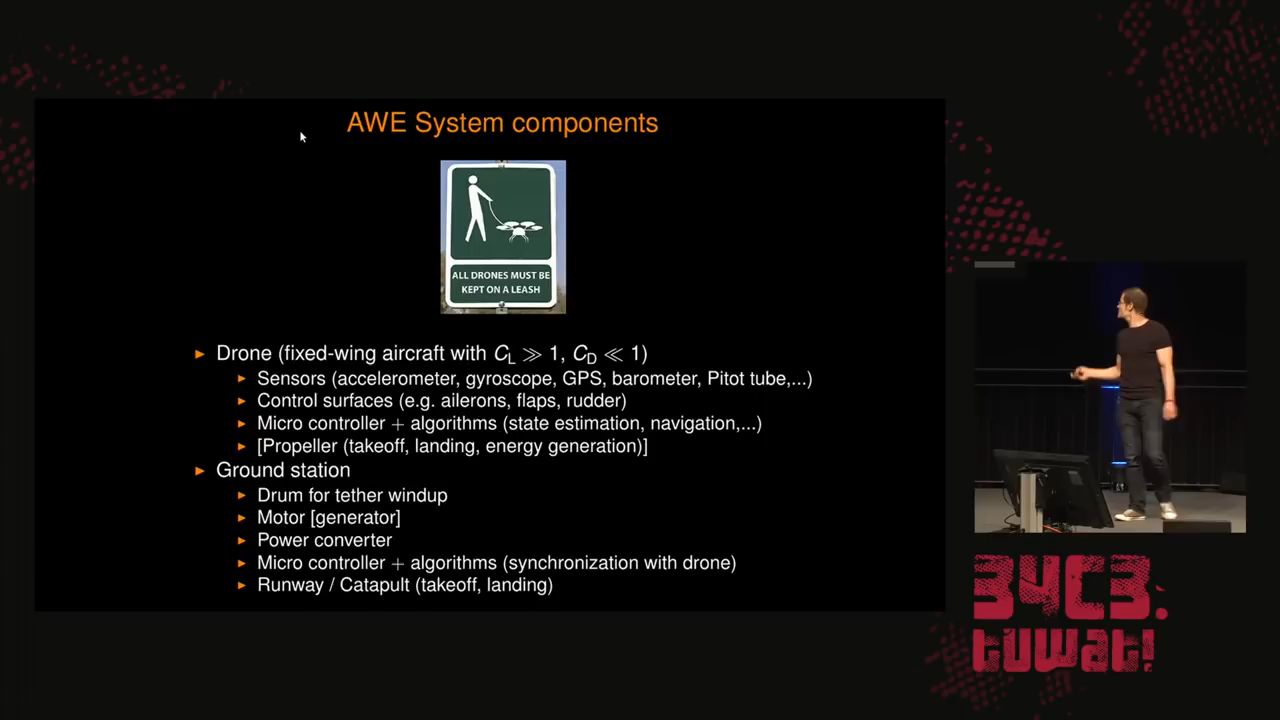 AWE System components
ALL DRONES MUST BE
KEPT ON A LEASH
► Drone (fixed-wing aircraft with C_L ≫ 1, C_D ≪ 1)
► Sensors (accelerometer, gyroscope, GPS, barometer, Pitot tube,...)
► Control surfaces (e.g. ailerons, flaps, rudder)
► Micro controller + algorithms (state estimation, navigation,...)
► [Propeller (takeoff, landing, energy generation)]
► Ground station
► Drum for tether windup
► Motor [generator]
► Power converter
► Micro controller + algorithms (synchronization with drone)
► Runway / Catapult (takeoff, landing)
34C3.
tuwat!